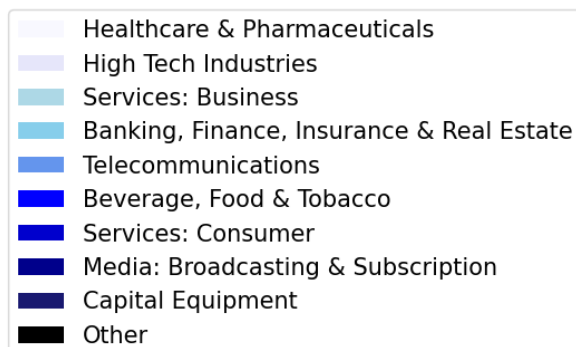 Healthcare & Pharmaceuticals
High Tech Industries
Services: Business
Banking, Finance, Insurance & Real Estate
Telecommunications
Beverage, Food & Tobacco
Services: Consumer
Media: Broadcasting & Subscription
Capital Equipment
Other